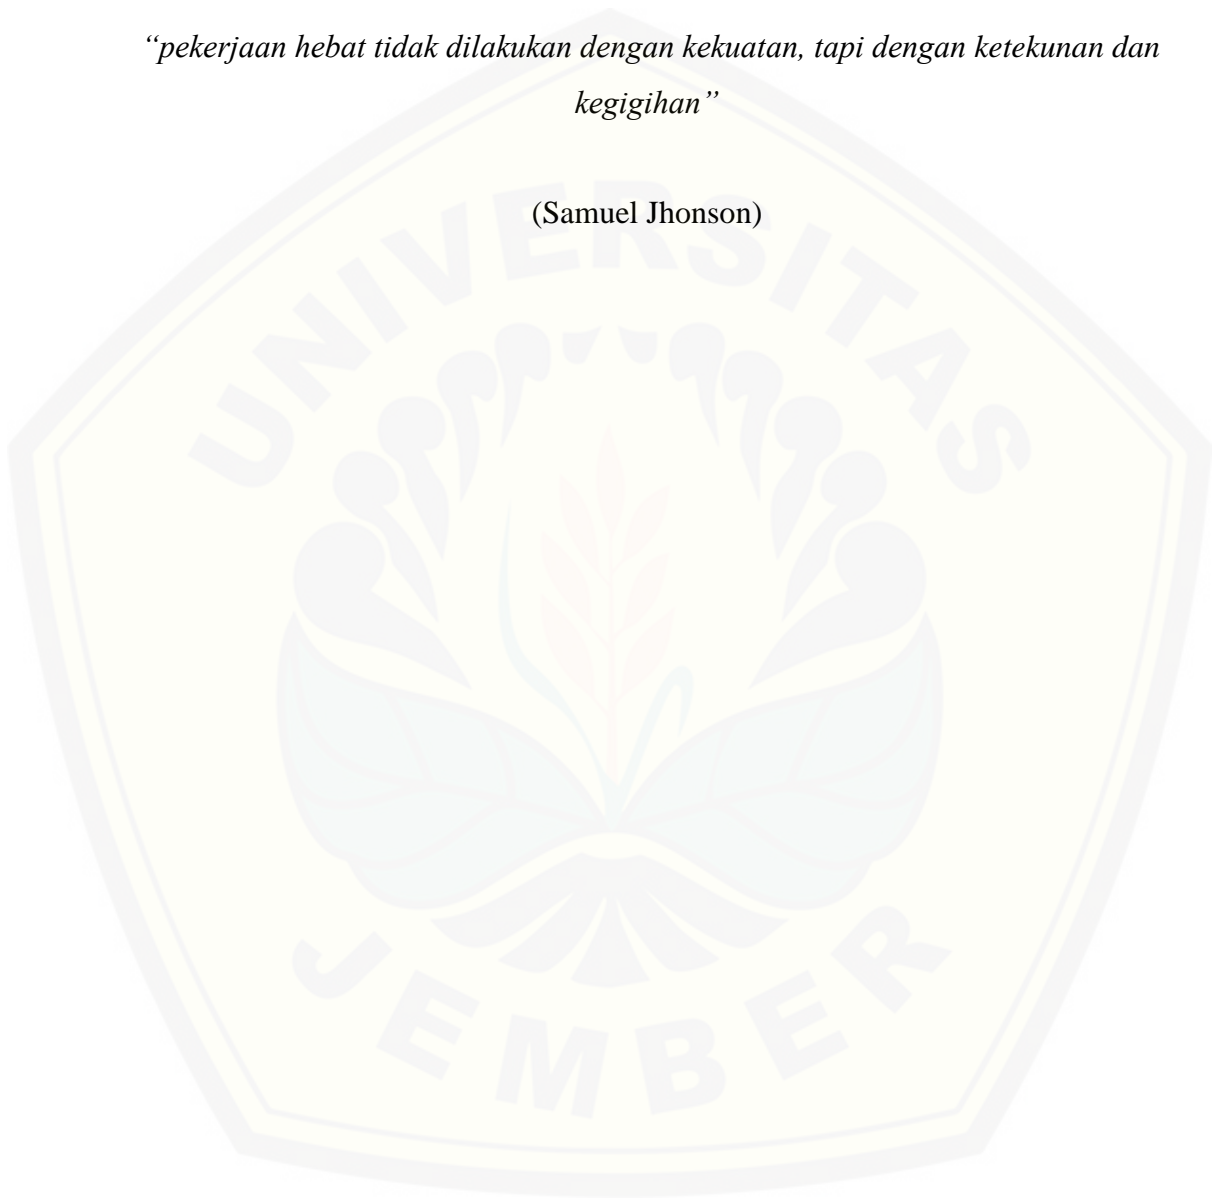 “pekerjaan hebat tidak dilakukan dengan kekuatan, tapi dengan ketekunan dan
kegigihan”
(Samuel Jhonson)
UNIVERSITAS
JEMBER